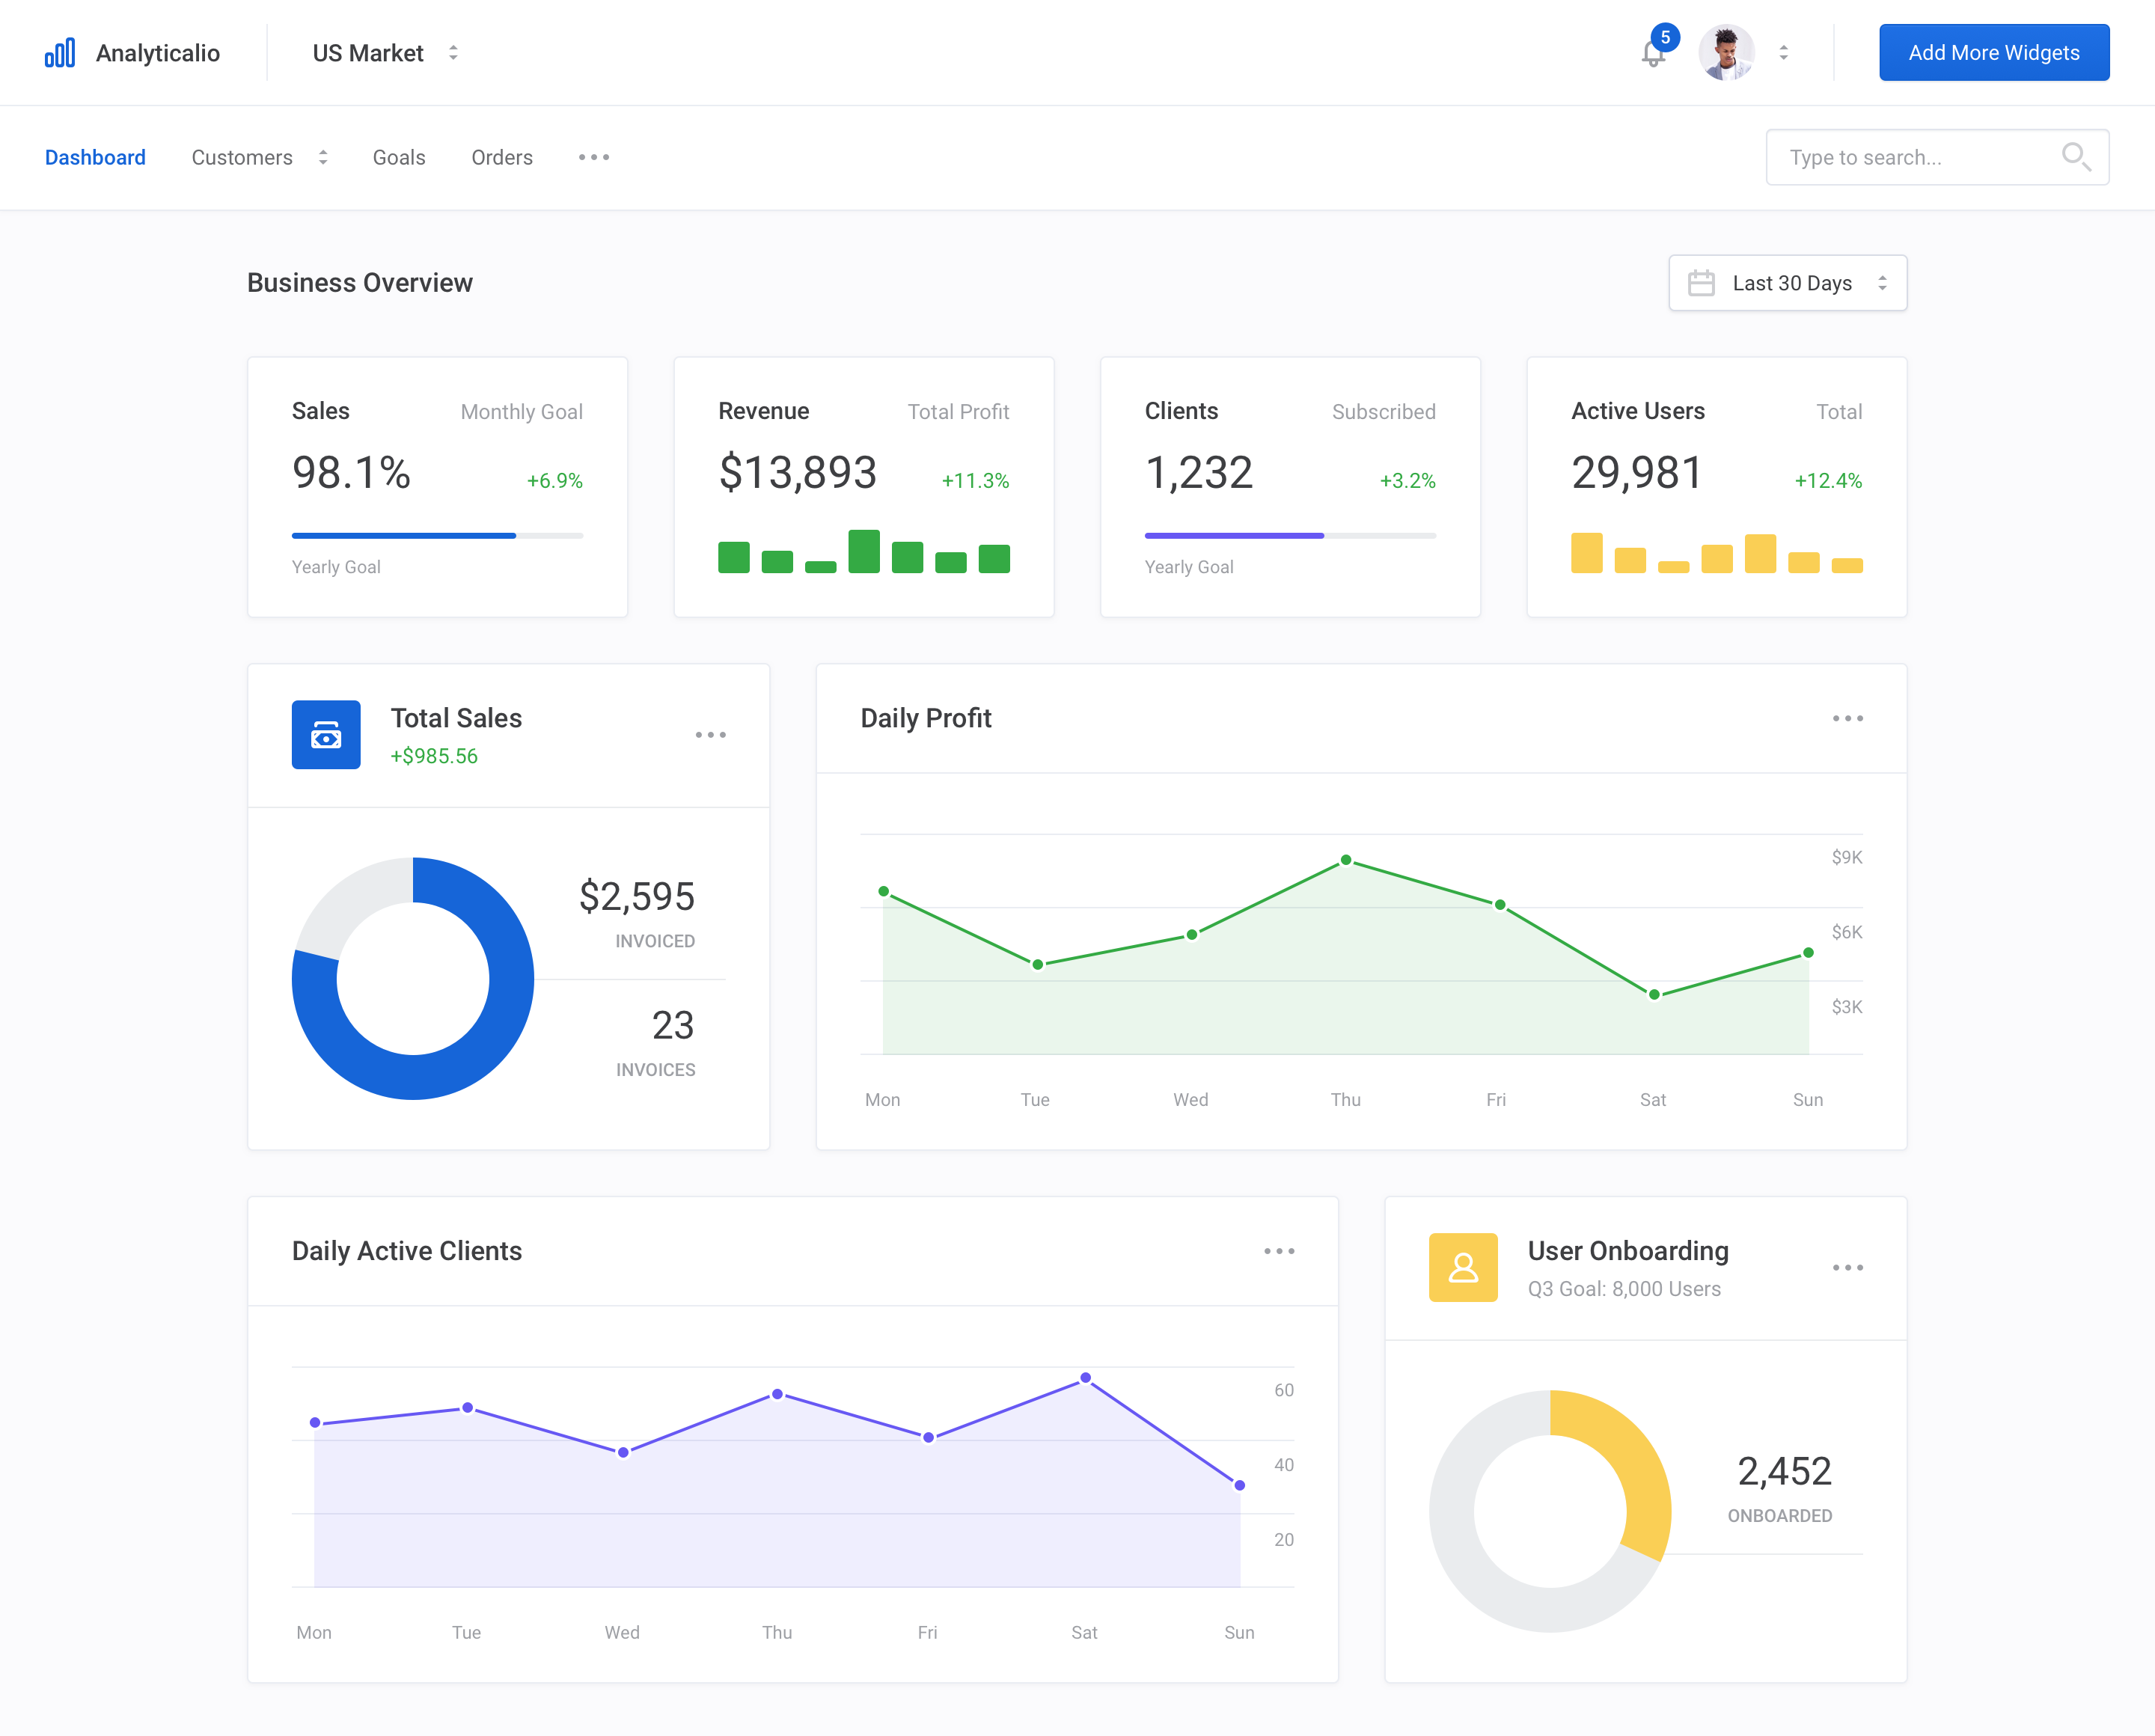 Analyticalio
US Market
5
Add More Widgets
Dashboard
Customers
Goals
Orders
Type to search...
Business Overview
Last 30 Days
Sales
Monthly Goal
98.1%
+6.9%
Yearly Goal
Revenue
Total Profit
$13,893
+11.3%
Clients
Subscribed
1,232
+3.2%
Yearly Goal
Active Users
Total
29,981
+12.4%
Total Sales
+$985.56
$2,595
INVOICED
23
INVOICES
Daily Profit
$9K
$6K
$3K
Mon Tue Wed Thu Fri Sat Sun
Daily Active Clients
60
40
20
Mon Tue Wed Thu Fri Sat Sun
User Onboarding
Q3 Goal: 8,000 Users
2,452
ONBOARDED